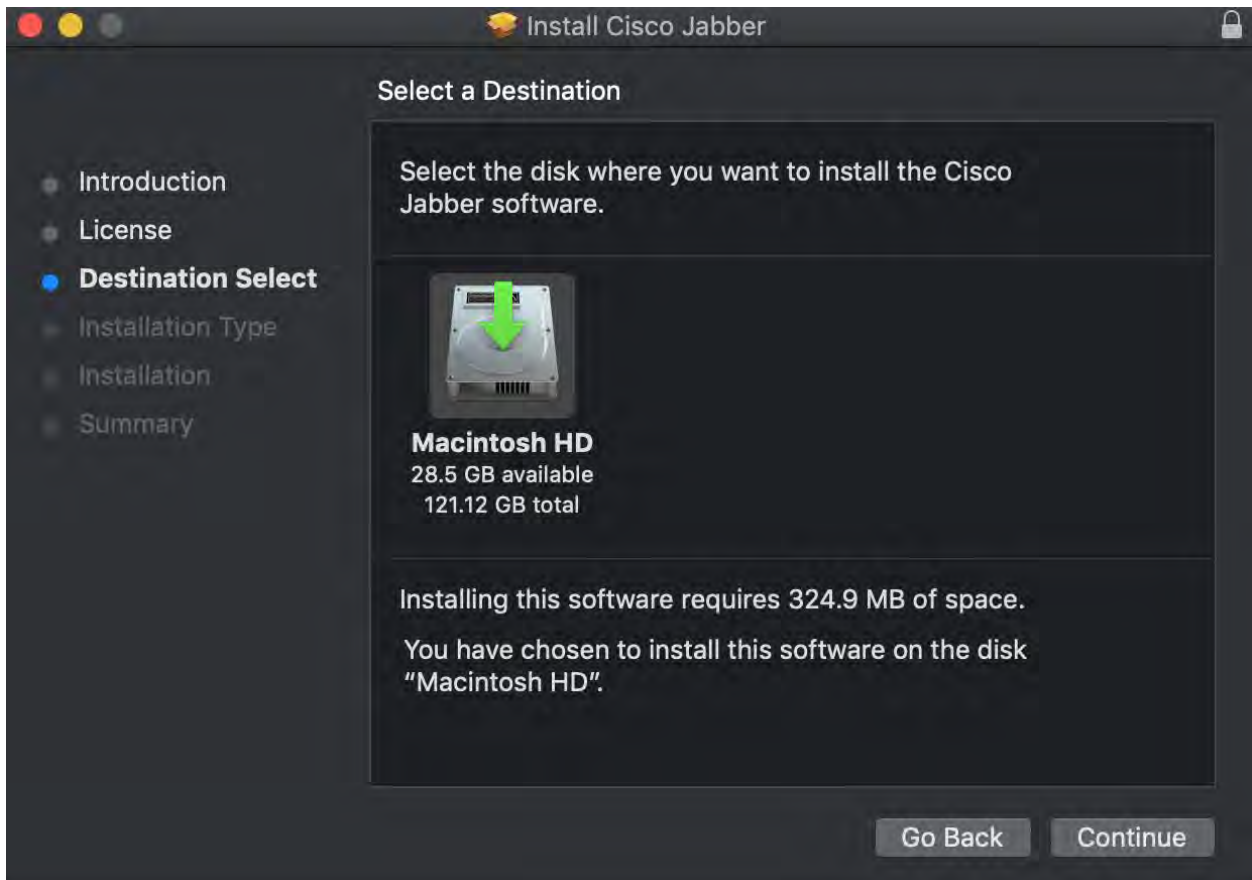 Install Cisco Jabber
Select a Destination
Introduction
License
Destination Select
Installation Type
Installation
Summary
Select the disk where you want to install the Cisco
Jabber software.
Macintosh HD
28.5 GB available
121.12 GB total
Installing this software requires 324.9 MB of space.
You have chosen to install this software on the disk
“Macintosh HD”.
Go Back
Continue